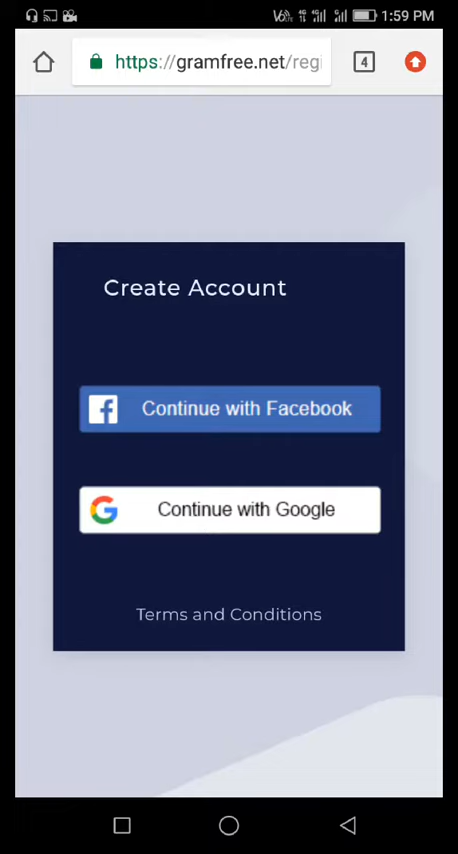 1:59 PM
https://gramfree.net/regi
4
Create Account
Continue with Facebook
Continue with Google
Terms and Conditions